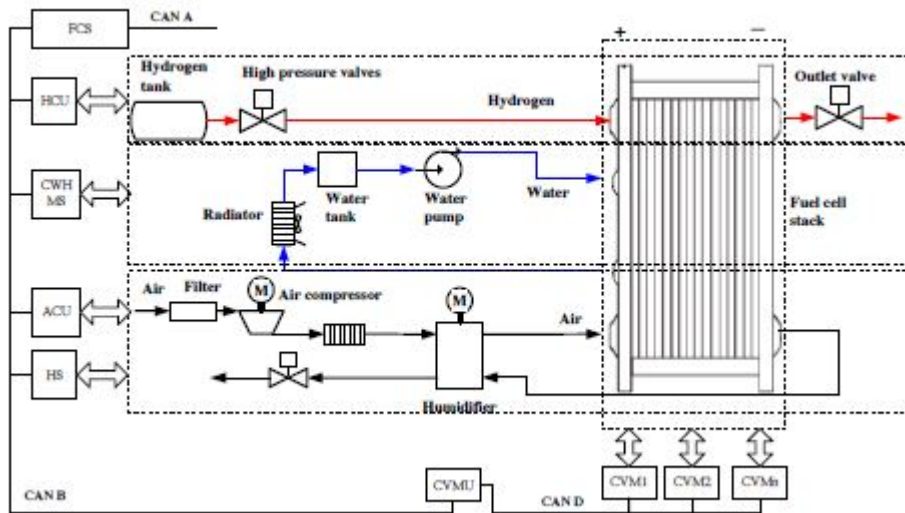 FCS
CAN A
+
−
Hydrogen
tank
High pressure valves
Outlet valve
HCU
Hydrogen
CWH
MS
Radiator
Water
tank
Water
pump
Water
Fuel cell
stack
ACU
Air
Filter
M
Air compressor
M
Air
HS
Humidifier
CAN B
CVMU
CAN D
CVM1
CVM2
CVMn